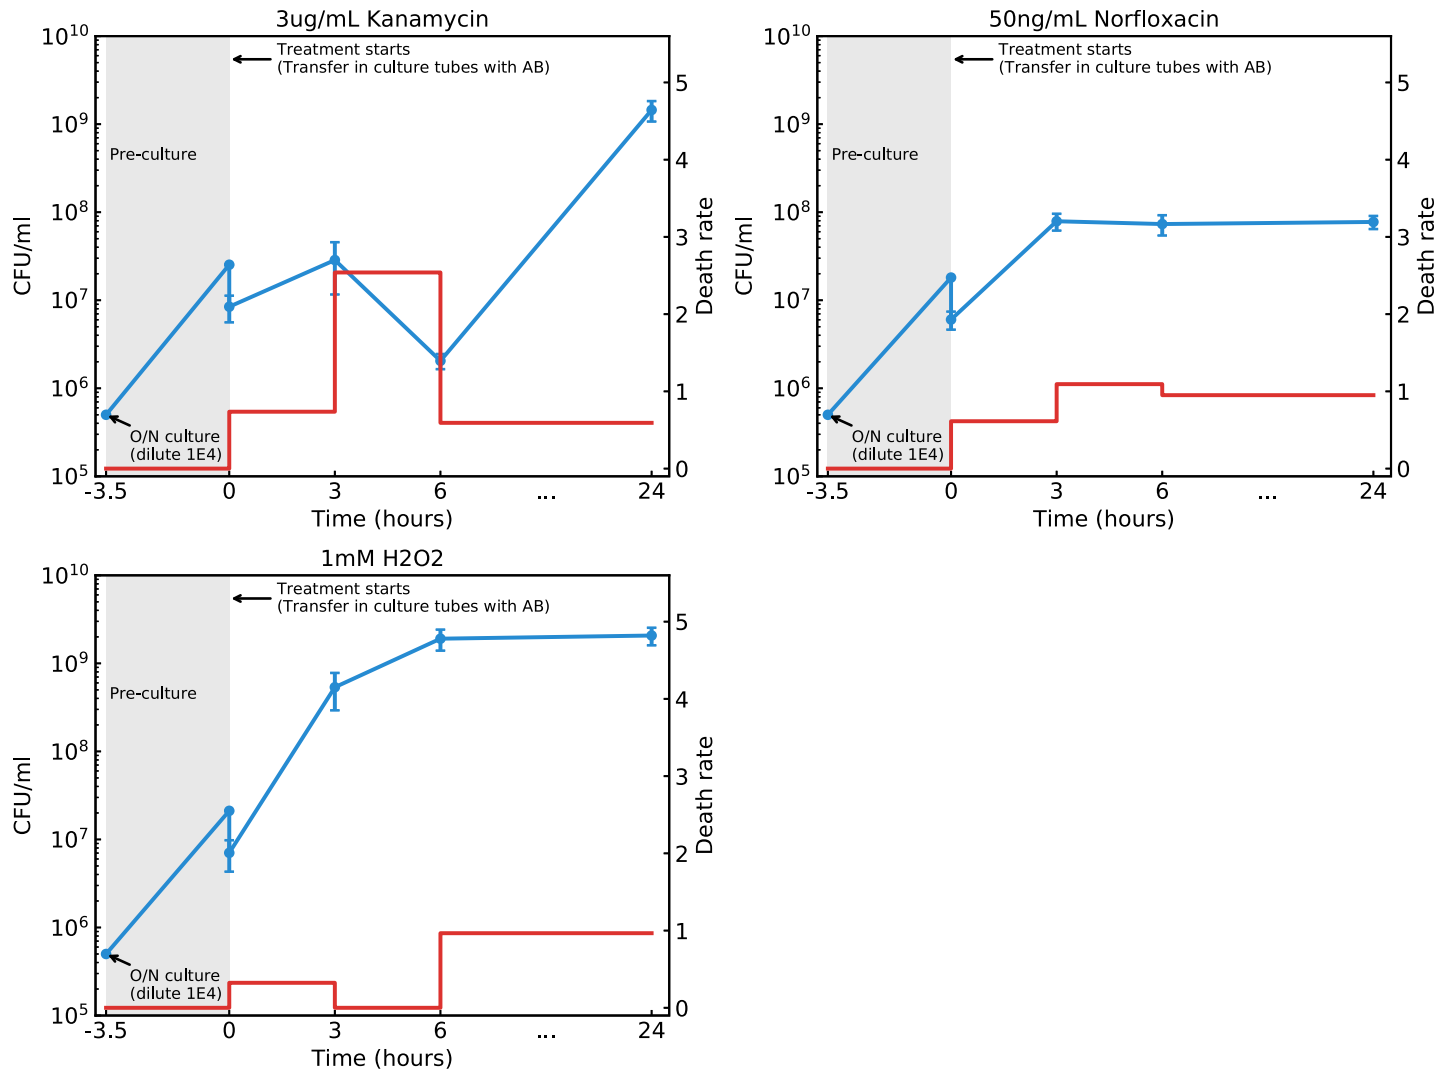 3ug/mL Kanamycin
10^10
10^9
10^8
10^7
10^6
10^5
CFU/ml
Pre-culture
Treatment starts
(Transfer in culture tubes with AB)
O/N culture
(dilute 1E4)
5
4
3
2
1
0
Death rate
-3.5 0 3 6 ... 24
Time (hours)
50ng/mL Norfloxacin
10^10
10^9
10^8
10^7
10^6
10^5
CFU/ml
Pre-culture
Treatment starts
(Transfer in culture tubes with AB)
O/N culture
(dilute 1E4)
5
4
3
2
1
0
Death rate
-3.5 0 3 6 ... 24
Time (hours)
1mM H2O2
10^10
10^9
10^8
10^7
10^6
10^5
CFU/ml
Pre-culture
Treatment starts
(Transfer in culture tubes with AB)
O/N culture
(dilute 1E4)
5
4
3
2
1
0
Death rate
-3.5 0 3 6 ... 24
Time (hours)